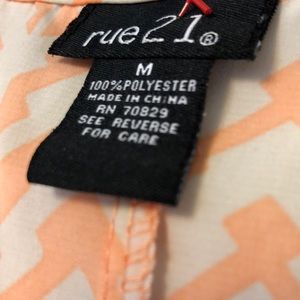 rue21®
M
100%POLYESTER
MADE IN CHINA
RN 70829
SEE REVERSE
FOR CARE